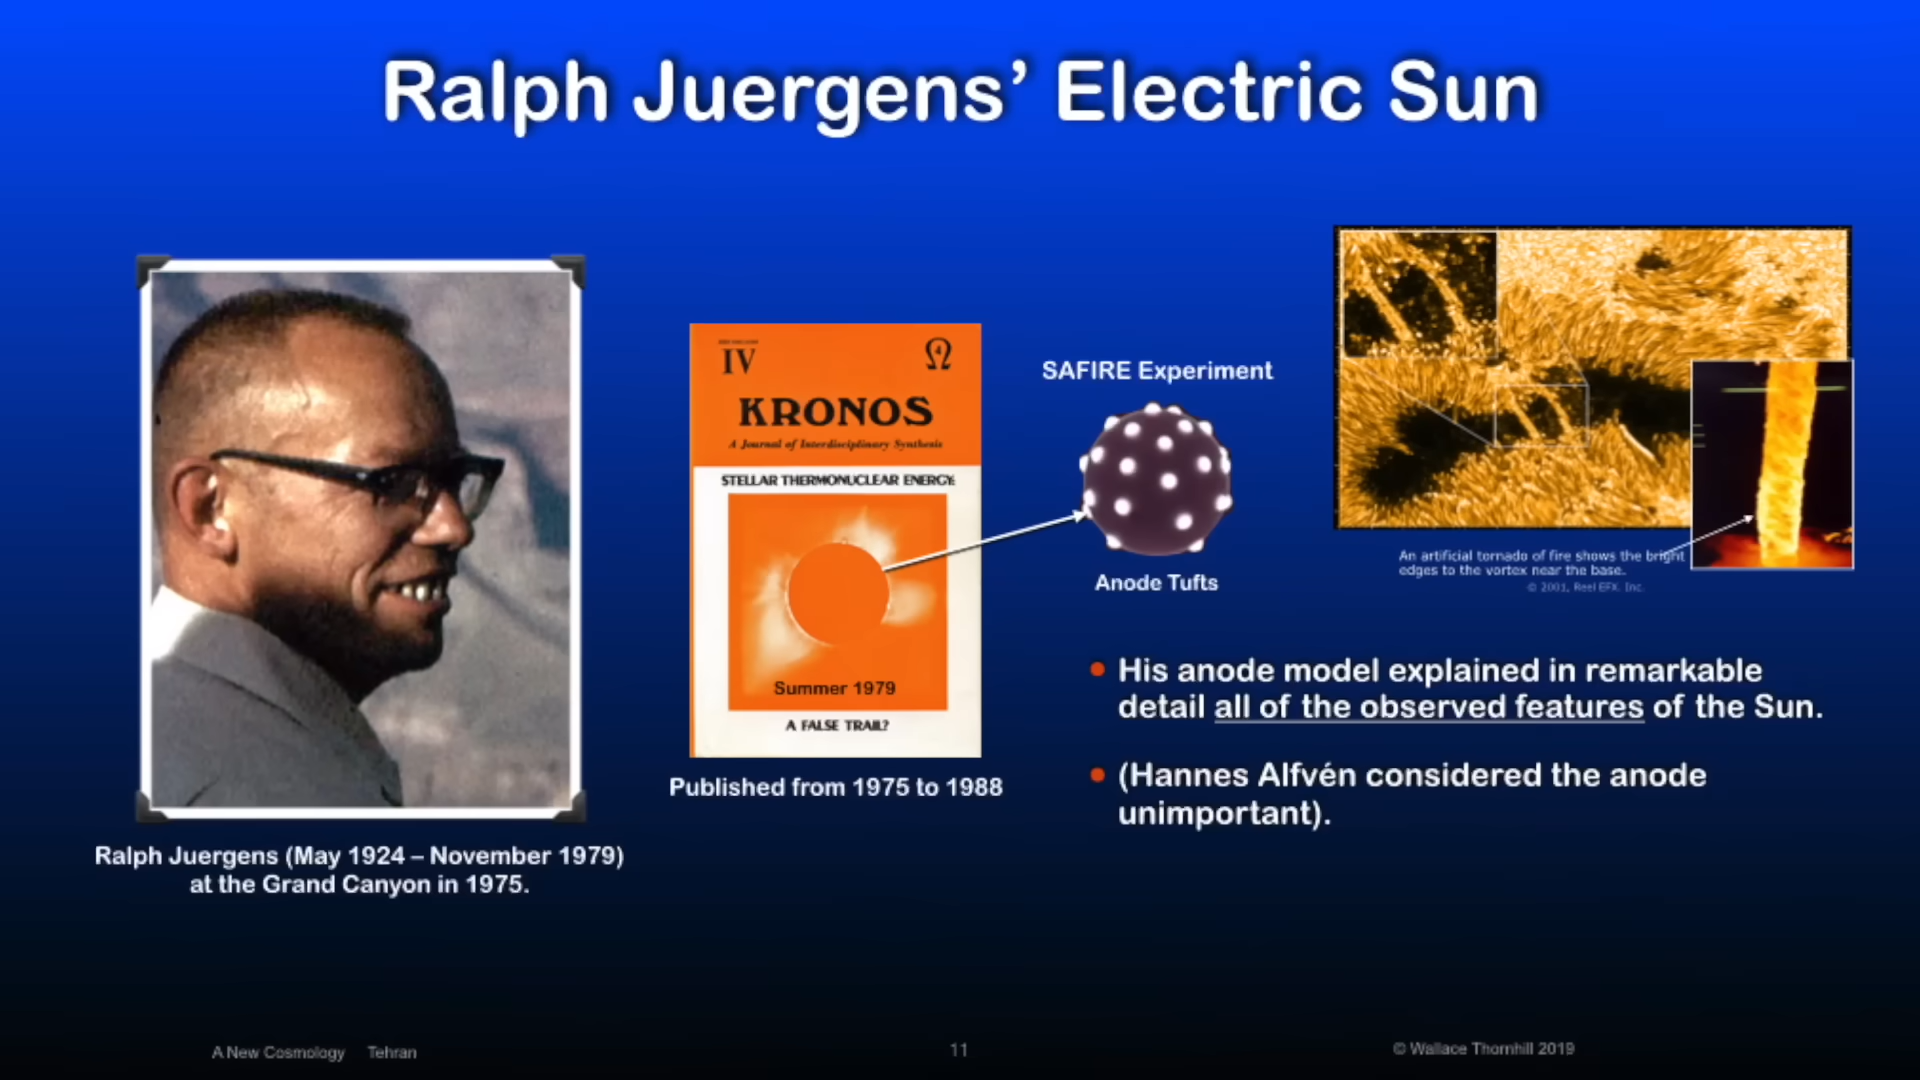 Ralph Juergens’ Electric Sun
IV
KRONOS
A Journal of Interdisciplinary Synthesis
STELLAR THERMONUCLEAR ENERGY:
Summer 1979
A FALSE TRAIL?
Published from 1975 to 1988
SAFIRE Experiment
Anode Tufts
An artificial tornado of fire shows the bright
edges to the vortex near the base.
© 2001, Reel EFX, Inc.
• His anode model explained in remarkable
detail all of the observed features of the Sun.
• (Hannes Alfvén considered the anode
unimportant).
Ralph Juergens (May 1924 – November 1979)
at the Grand Canyon in 1975.
A New Cosmology Tehran
11
© Wallace Thornhill 2019